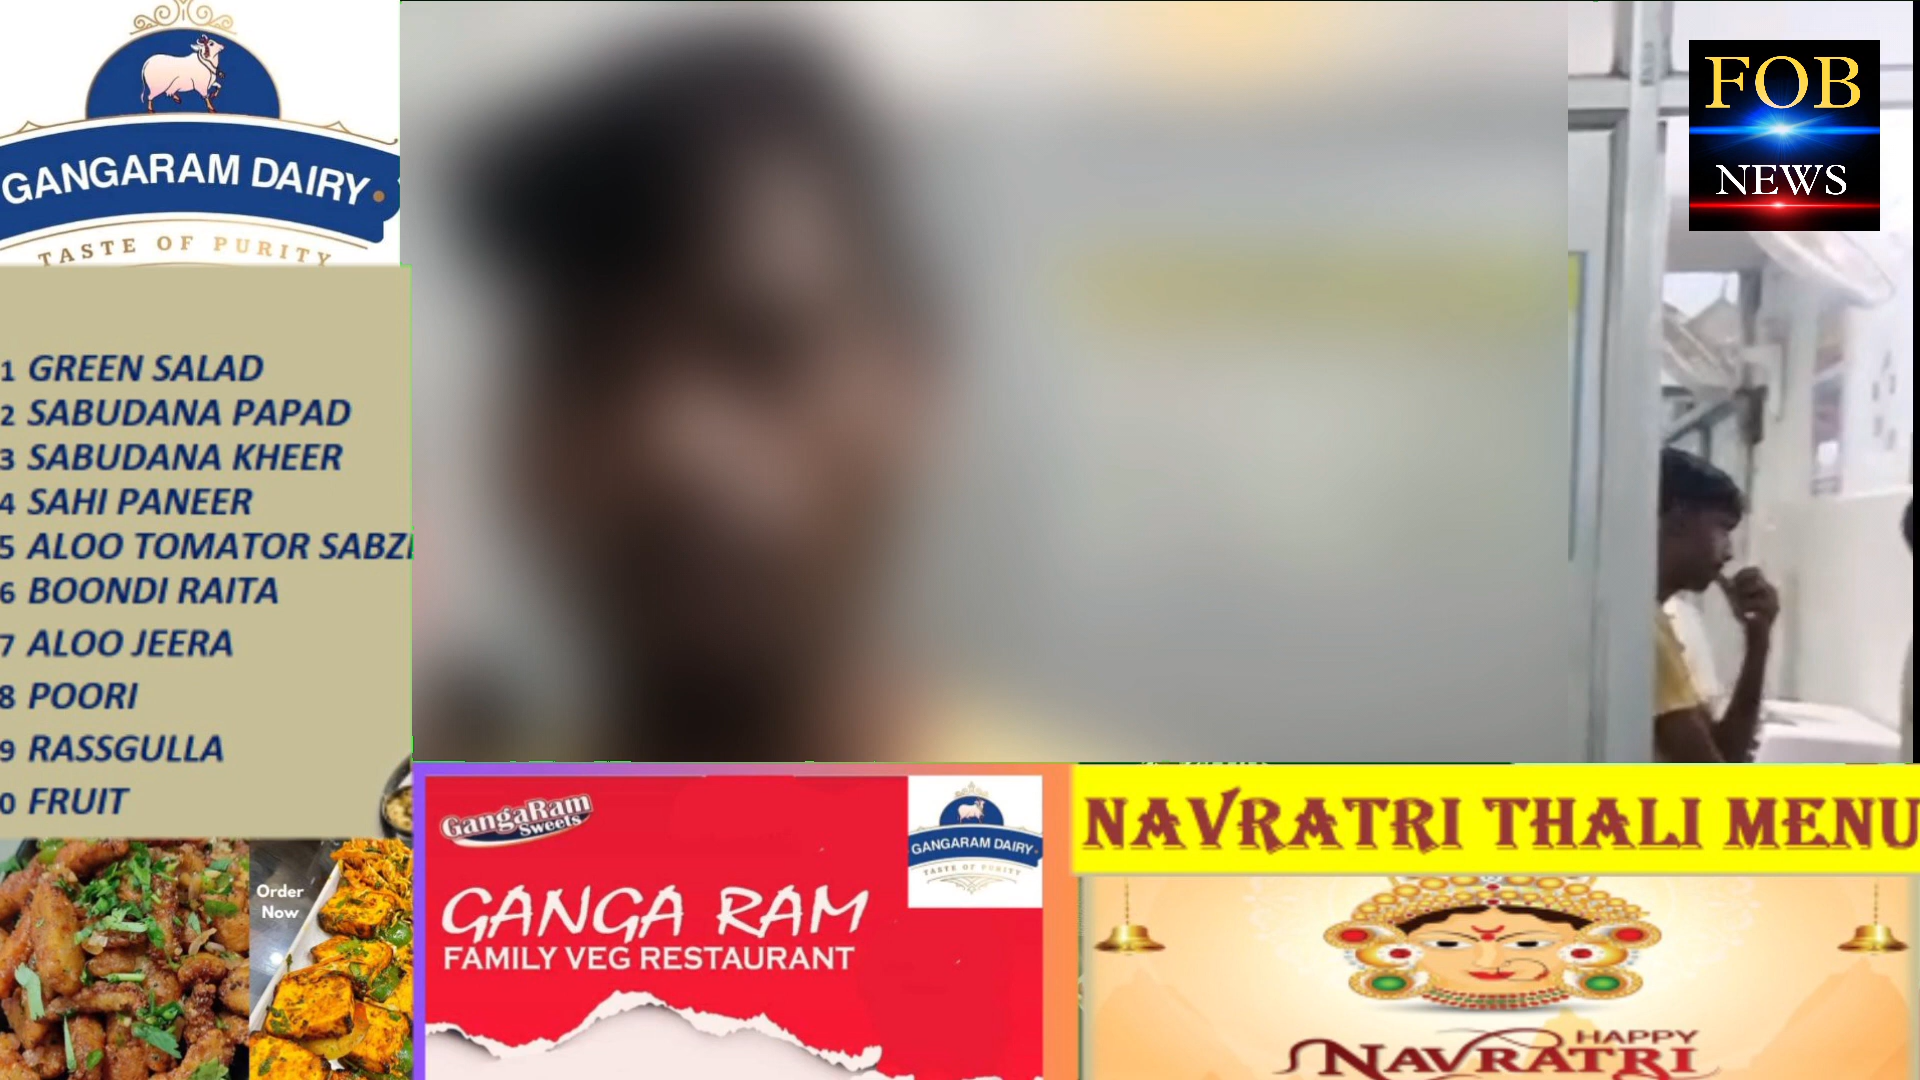 GANGARAM DAIRY
TASTE OF PURITY
1 GREEN SALAD
2 SABUDANA PAPAD
3 SABUDANA KHEER
4 SAHI PANEER
5 ALOO TOMATOR SABZI
6 BOONDI RAITA
7 ALOO JEERA
8 POORI
9 RASSGULLA
0 FRUIT
Order
Now
FOB
NEWS
GangaRam
Sweets
GANGARAM DAIRY
TASTE OF PURITY
GANGA RAM
FAMILY VEG RESTAURANT
NAVRATRI THALI MENU
HAPPY
NAVRATRI